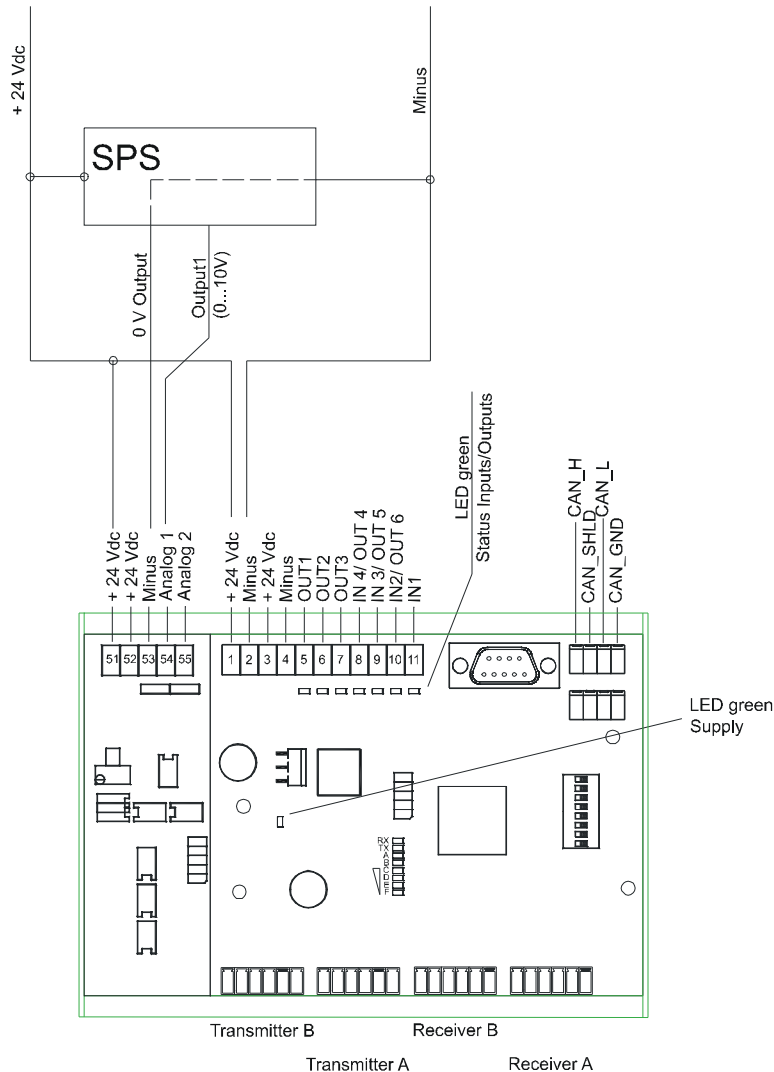 + 24 Vdc
Minus
SPS
0 V Output
Output1
(0...10V)
LED green
Status Inputs/Outputs
+ 24 Vdc
+ 24 Vdc
Minus
Analog 1
Analog 2
+ 24 Vdc
Minus
+ 24 Vdc
Minus
OUT1
OUT2
OUT3
IN 4/ OUT 4
IN 3/ OUT 5
IN2/ OUT 6
IN1
CAN_H
CAN_SHLD
CAN_L
CAN_GND
51 52 53 54 55
1 2 3 4 5 6 7 8 9 10 11
LED green
Supply
RX
TX
A
B
C
D
E
F
Transmitter B
Receiver B
Transmitter A
Receiver A